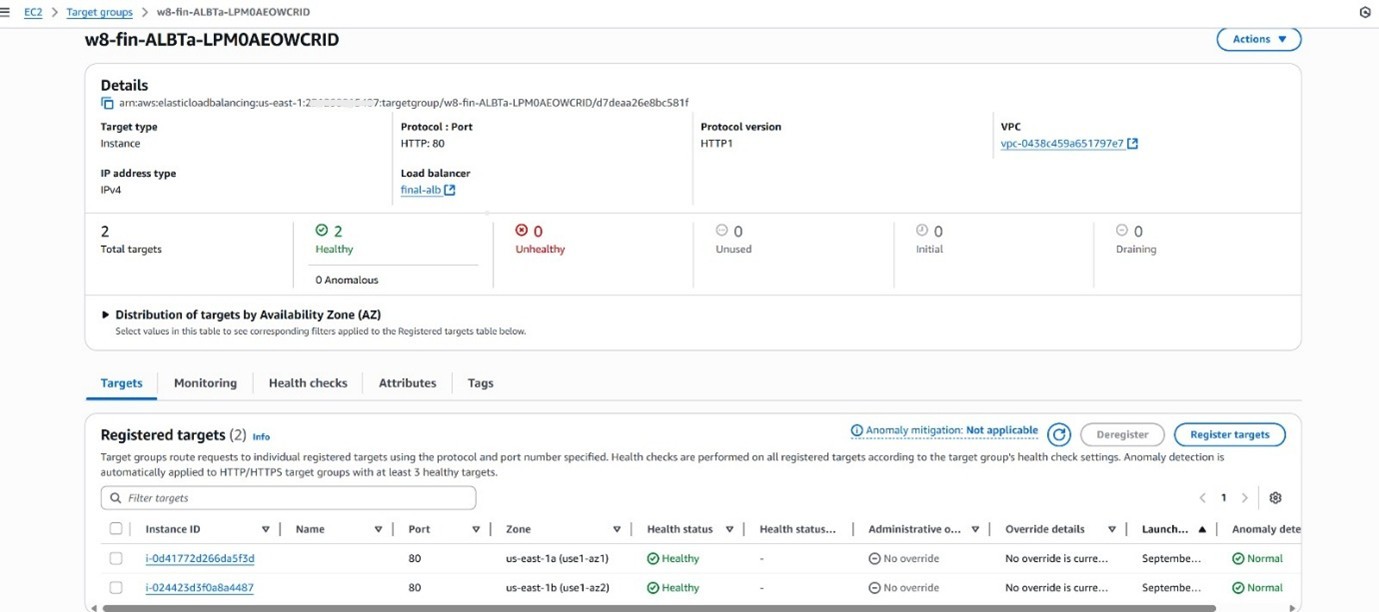 EC2 > Target groups > w8-fin-ALBTa-LPM0AEOWCRID
w8-fin-ALBTa-LPM0AEOWCRID
Actions
Details
arn:aws:elasticloadbalancing:us-east-1: 7:targetgroup/w8-fin-ALBTa-LPM0AEOWCRID/d7deaa26e8bc581f
Target type Protocol : Port Protocol version VPC
Instance HTTP: 80 HTTP1 vpc-0438c459a651797e7
IP address type Load balancer
IPv4 final-alb
2 2 0 0 0 0
Total targets Healthy Unhealthy Unused Initial Draining
0 Anomalous
Distribution of targets by Availability Zone (AZ)
Select values in this table to see corresponding filters applied to the Registered targets table below.
Targets Monitoring Health checks Attributes Tags
Registered targets (2) Info Anomaly mitigation: Not applicable Deregister Register targets
Target groups route requests to individual registered targets using the protocol and port number specified. Health checks are performed on all registered targets according to the target group's health check settings. Anomaly detection is
automatically applied to HTTP/HTTPS target groups with at least 3 healthy targets.
Filter targets < 1 >
Instance ID Name Port Zone Health status Health status... Administrative o... Override details Launch... Anomaly dete
i-0d41772d266da5f3d 80 us-east-1a (use1-az1) Healthy - No override No override is curre... Septembe... Normal
i-024423d3f0a8a4487 80 us-east-1b (use1-az2) Healthy - No override No override is curre... Septembe... Normal